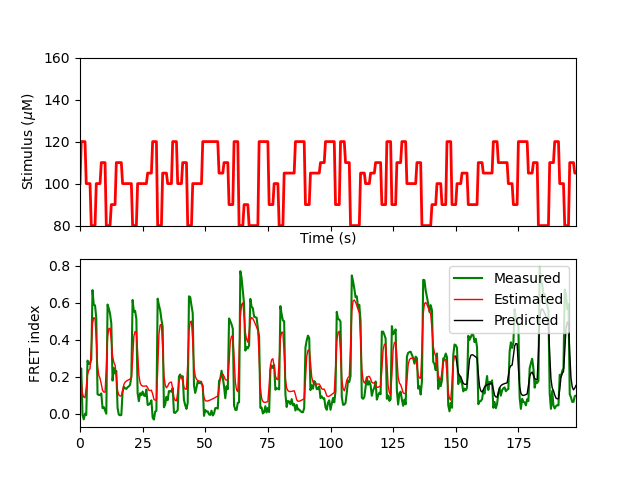 160
140
120
100
80
Stimulus (μM)
Time (s)
0.8
0.6
0.4
0.2
0.0
FRET index
Measured
Estimated
Predicted
0 25 50 75 100 125 150 175